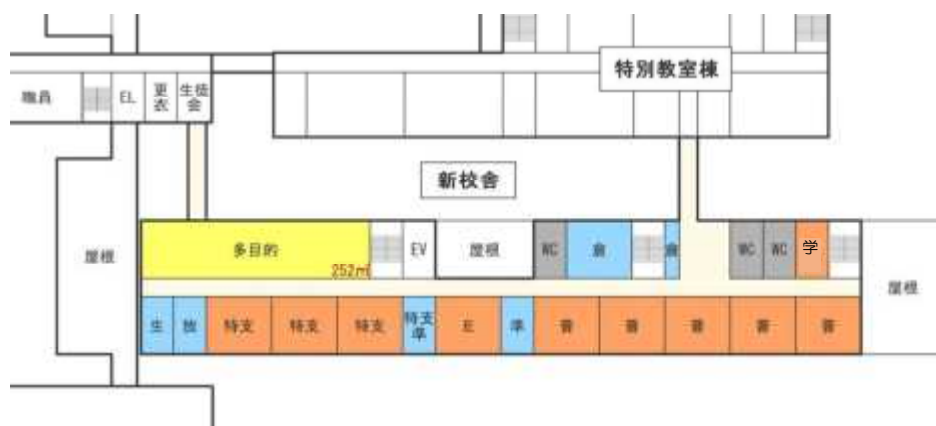 特別教室棟
職員
EL
更衣
生徒会
新校舎
屋根
多目的
252㎡
EV
屋根
WC
倉
倉
WC
WC
学
屋根
生
放
特支
特支
特支
特支準
E
準
普
普
普
普
普